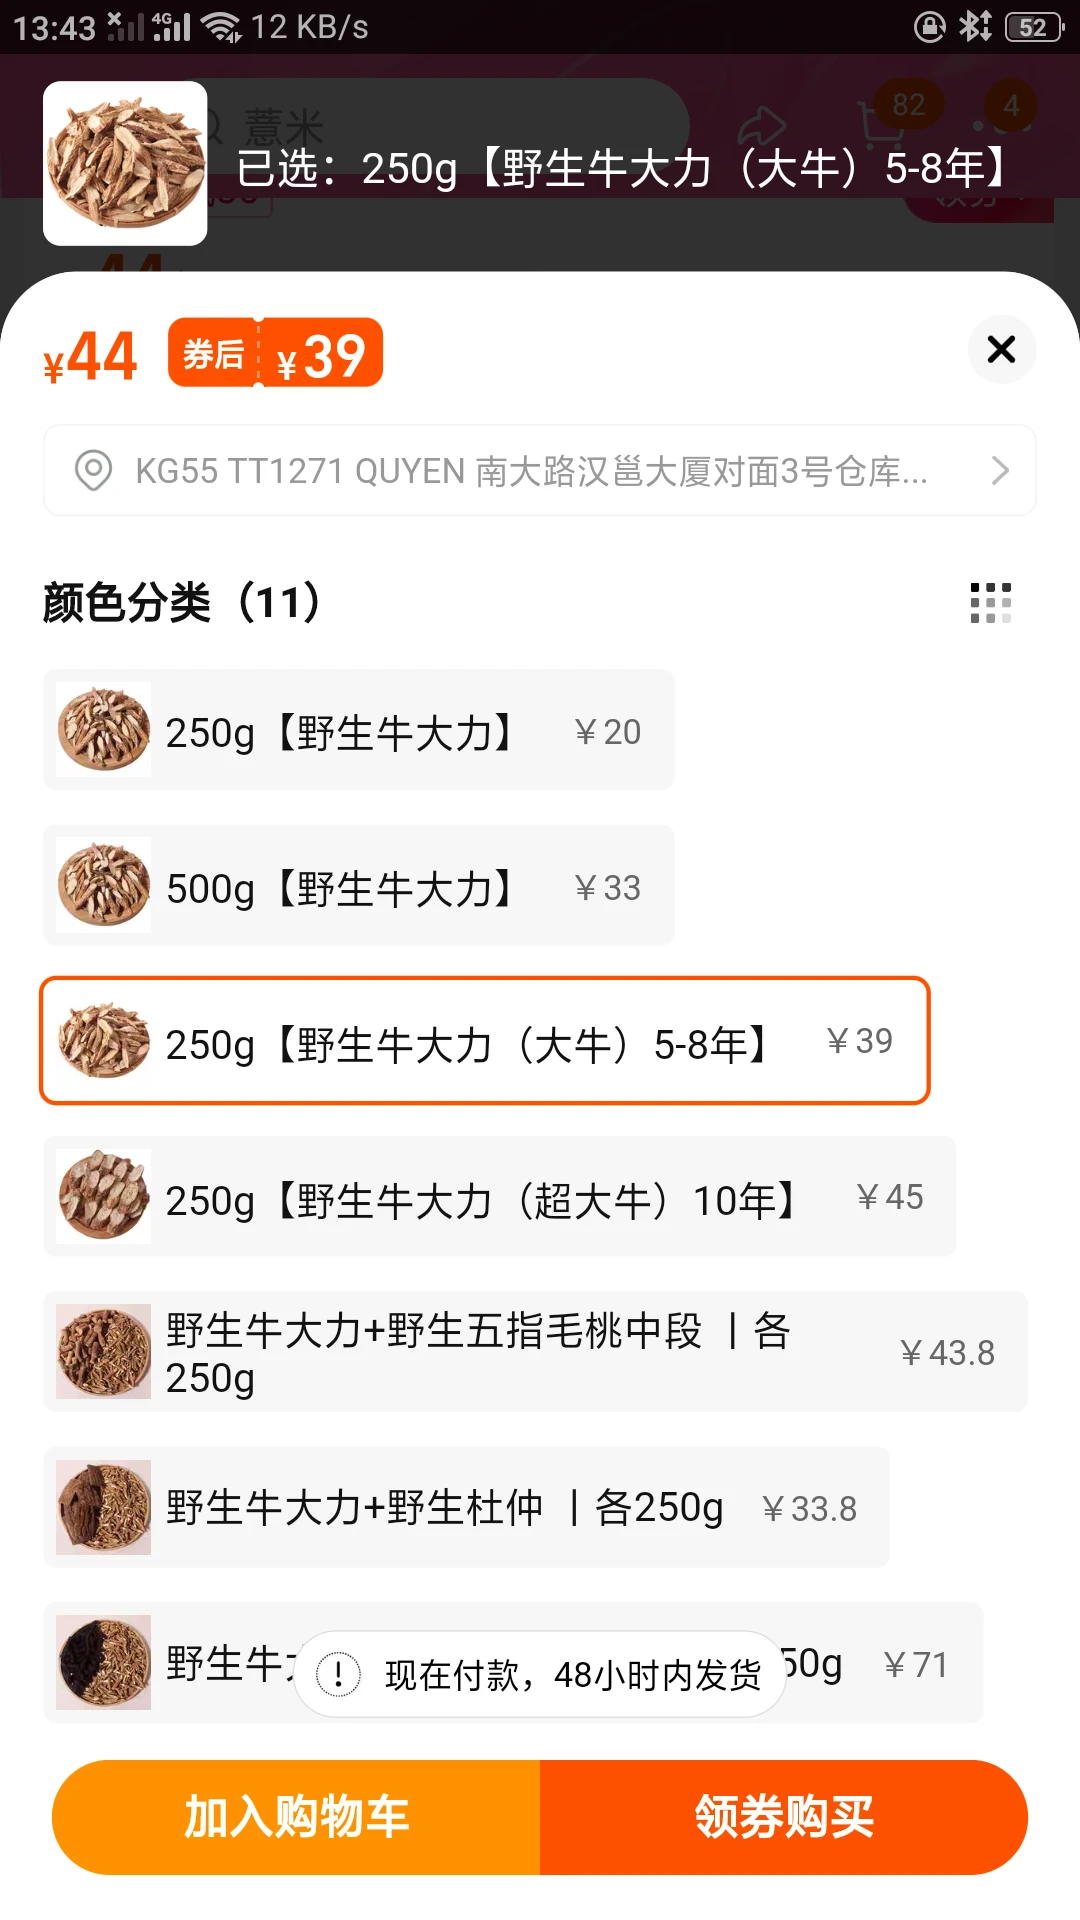 13:43 4G 12 KB/s 52
薏米 82 4
已选：250g【野生牛大力（大牛）5-8年】
¥44 券后 ¥39
KG55 TT1271 QUYEN 南大路汉邕大厦对面3号仓库...
颜色分类（11）
250g【野生牛大力】 ¥20
500g【野生牛大力】 ¥33
250g【野生牛大力（大牛）5-8年】 ¥39
250g【野生牛大力（超大牛）10年】 ¥45
野生牛大力+野生五指毛桃中段 丨各
250g ¥43.8
野生牛大力+野生杜仲 丨各250g ¥33.8
野生牛 50g ¥71
现在付款，48小时内发货
加入购物车 领券购买